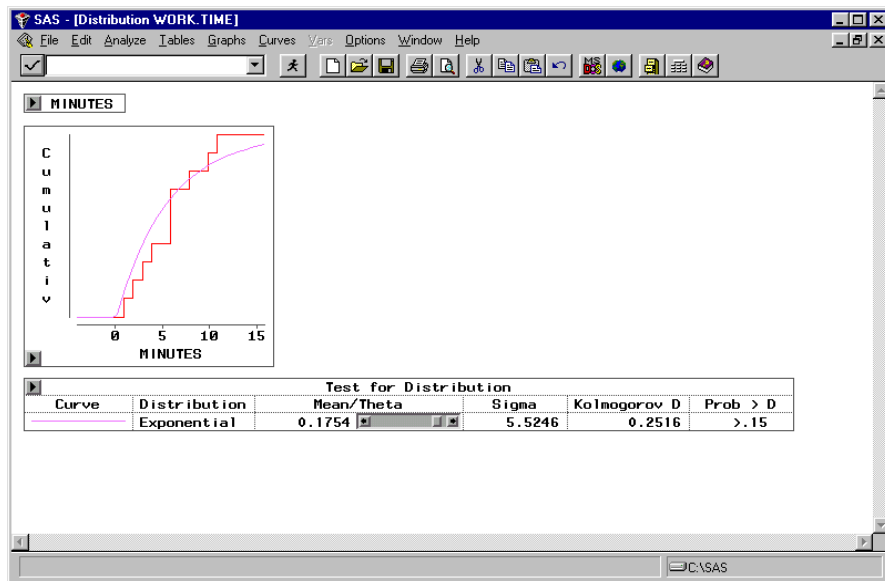 SAS - [Distribution WORK.TIME]
File Edit Analyze Tables Graphs Curves Vars Options Window Help
MINUTES
Cumulativ
0 5 10 15
MINUTES
Test for Distribution
Curve Distribution Mean/Theta Sigma Kolmogorov D Prob > D
Exponential 0.1754 5.5246 0.2516 >.15
C:\SAS